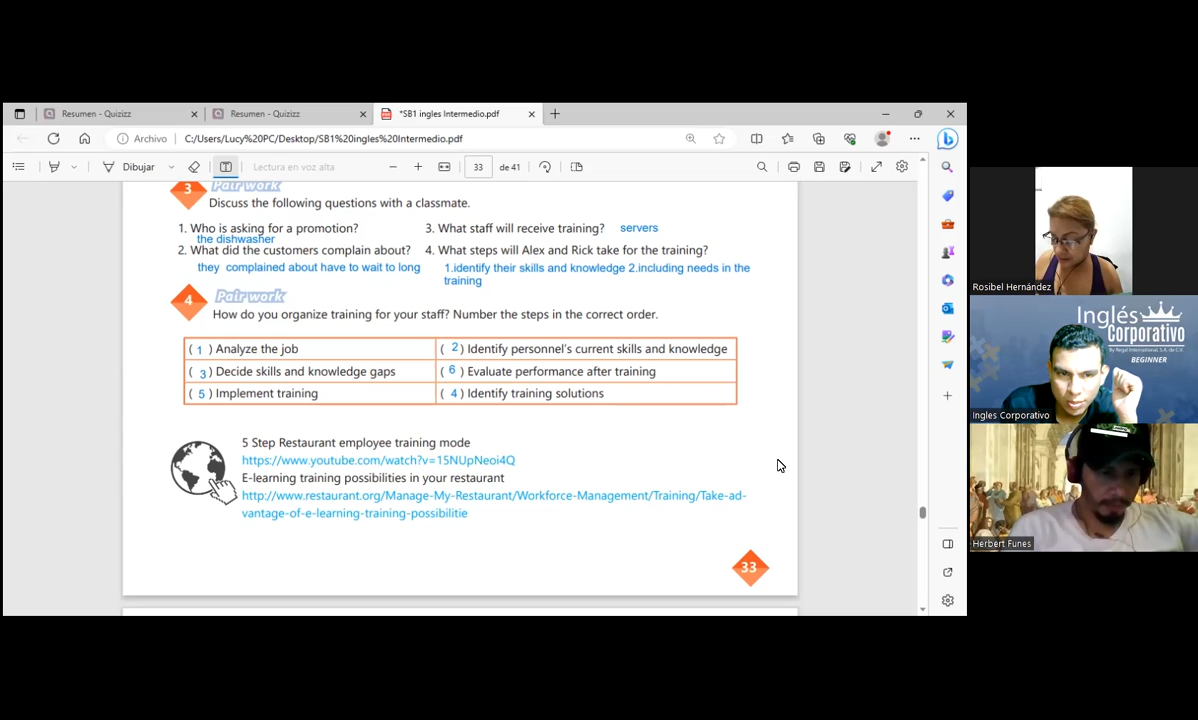 Resumen - Quizizz
Resumen - Quizizz
*SB1 ingles Intermedio.pdf
Archivo
C:/Users/Lucy%20PC/Desktop/SB1%20ingles%20Intermedio.pdf
Dibujar
Lectura en voz alta
33
de 41
3 Pair work
Discuss the following questions with a classmate.
1. Who is asking for a promotion?
the dishwasher
2. What did the customers complain about?
they complained about have to wait to long
3. What staff will receive training? servers
4. What steps will Alex and Rick take for the training?
1.identify their skills and knowledge 2.including needs in the
training
4 Pair work
How do you organize training for your staff? Number the steps in the correct order.
( 1 ) Analyze the job
( 2 ) Identify personnel's current skills and knowledge
( 3 ) Decide skills and knowledge gaps
( 6 ) Evaluate performance after training
( 5 ) Implement training
( 4 ) Identify training solutions
5 Step Restaurant employee training mode
https://www.youtube.com/watch?v=15NUpNeoi4Q
E-learning training possibilities in your restaurant
http://www.restaurant.org/Manage-My-Restaurant/Workforce-Management/Training/Take-ad-
vantage-of-e-learning-training-possibilitie
33
Rosibel Hernández
Inglés
Corporativo
By Regal International, S.A. de C.V.
BEGINNER
Ingles Corporativo
Herbert Funes